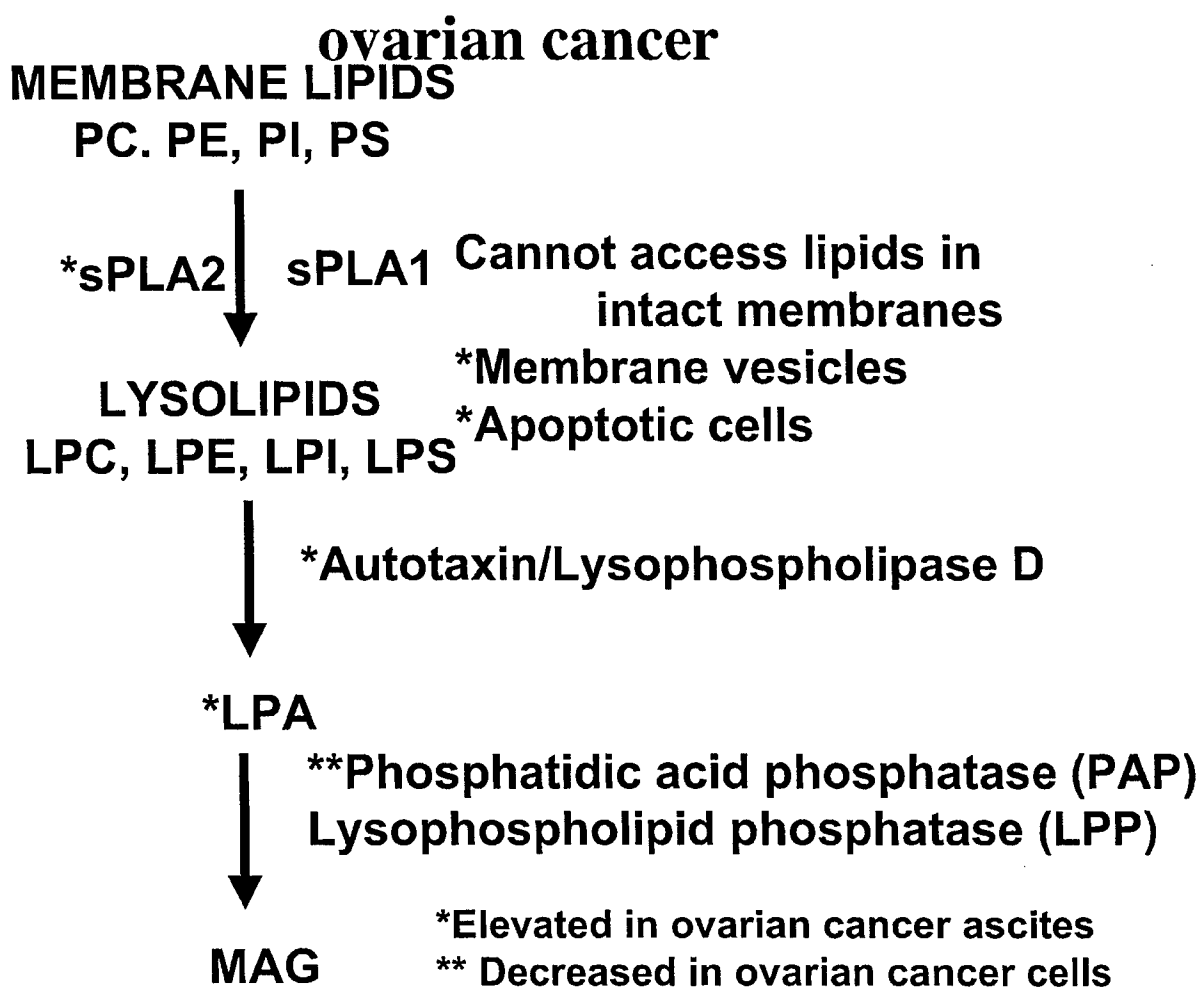 ovarian cancer
MEMBRANE LIPIDS
PC. PE, PI, PS
*sPLA2
sPLA1
Cannot access lipids in
intact membranes
*Membrane vesicles
*Apoptotic cells
LYSOLIPIDS
LPC, LPE, LPI, LPS
*Autotaxin/Lysophospholipase D
*LPA
**Phosphatidic acid phosphatase (PAP)
Lysophospholipid phosphatase (LPP)
MAG
*Elevated in ovarian cancer ascites
** Decreased in ovarian cancer cells